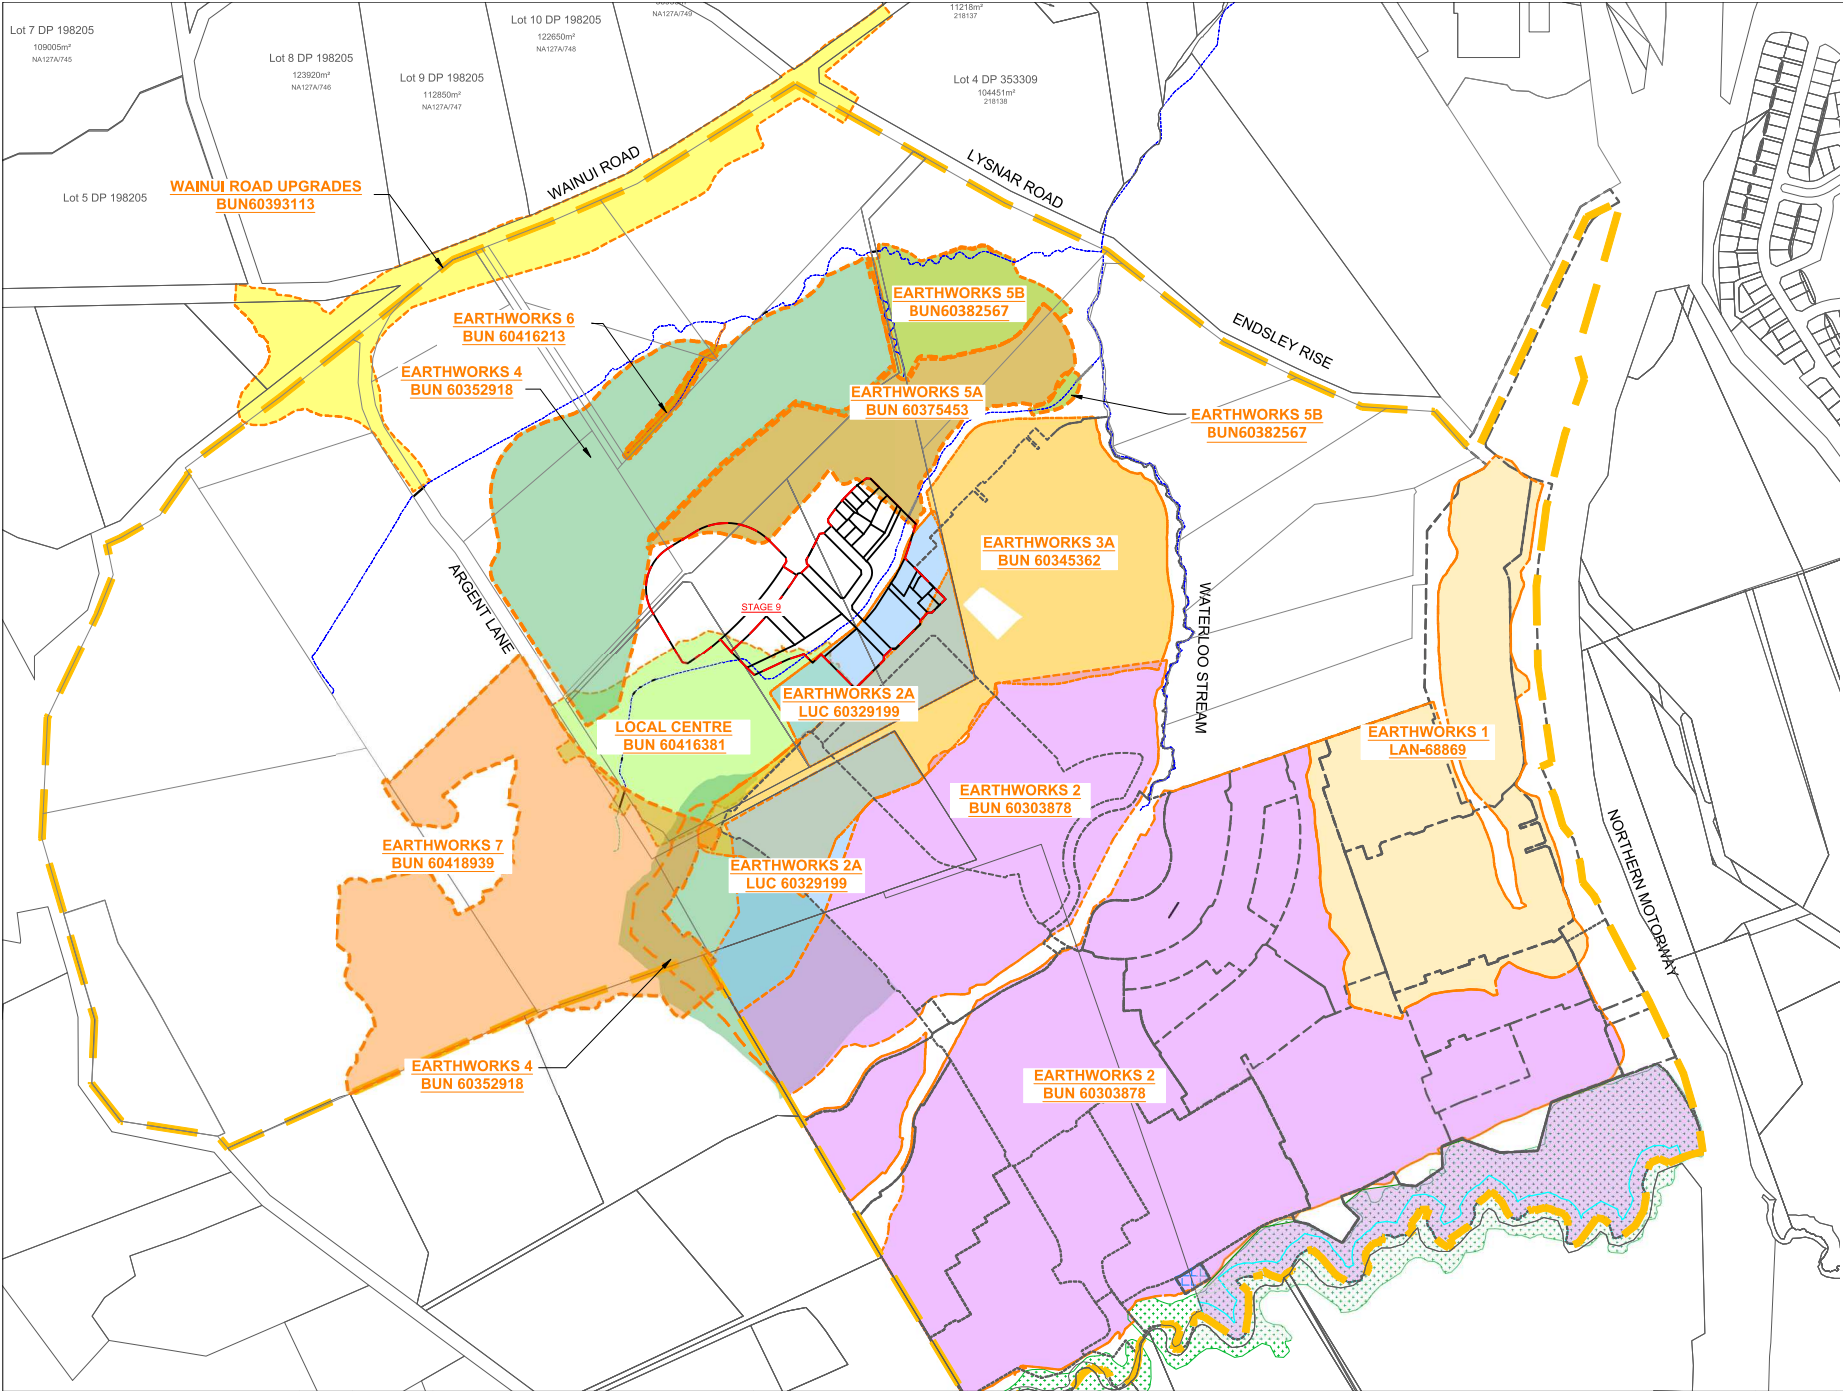 Lot 7 DP 198205
109005m²
NA127A/745
Lot 8 DP 198205
123920m²
NA127A/746
Lot 9 DP 198205
112850m²
NA127A/747
Lot 10 DP 198205
122650m²
NA127A/748
NA127A/749
11218m²
218137
Lot 4 DP 353309
104451m²
218138
Lot 5 DP 198205
WAINUI ROAD UPGRADES
BUN60393113
WAINUI ROAD
LYSNAR ROAD
ENDSLEY RISE
EARTHWORKS 6
BUN 60416213
EARTHWORKS 4
BUN 60352918
EARTHWORKS 5B
BUN60382567
EARTHWORKS 5A
BUN 60375453
EARTHWORKS 5B
BUN60382567
EARTHWORKS 3A
BUN 60345362
ARGENT LANE
STAGE 9
WATERLOO STREAM
EARTHWORKS 2A
LUC 60329199
LOCAL CENTRE
BUN 60416381
EARTHWORKS 1
LAN-68869
EARTHWORKS 2
BUN 60303878
EARTHWORKS 7
BUN 60418939
EARTHWORKS 2A
LUC 60329199
NORTHERN MOTORWAY
EARTHWORKS 4
BUN 60352918
EARTHWORKS 2
BUN 60303878